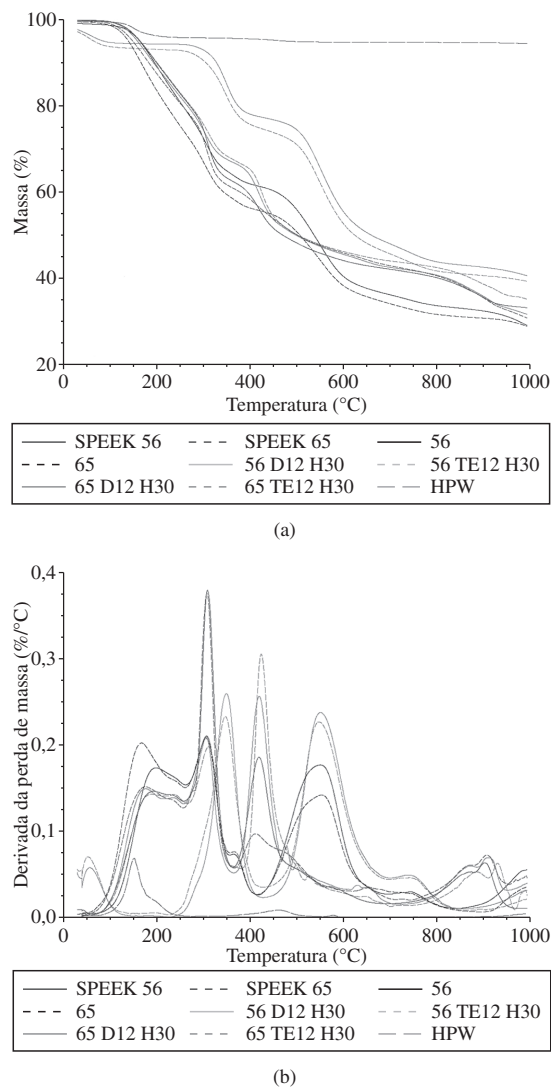 100
80
60
40
20
Massa (%)
0 200 400 600 800 1000
Temperatura (°C)
SPEEK 56 SPEEK 65 56
65 56 D12 H30 56 TE12 H30
65 D12 H30 65 TE12 H30 HPW
(a)
0,4
0,3
0,2
0,1
0,0
Derivada da perda de massa (%/°C)
0 200 400 600 800 1000
Temperatura (°C)
SPEEK 56 SPEEK 65 56
65 56 D12 H30 56 TE12 H30
65 D12 H30 65 TE12 H30 HPW
(b)